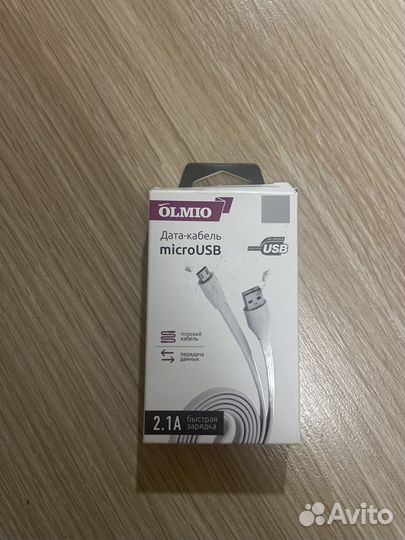 OLMIO
Дата-кабель
microUSB
USB
плоский
кабель
передача
данных
2.1A быстрая
зарядка
Avito